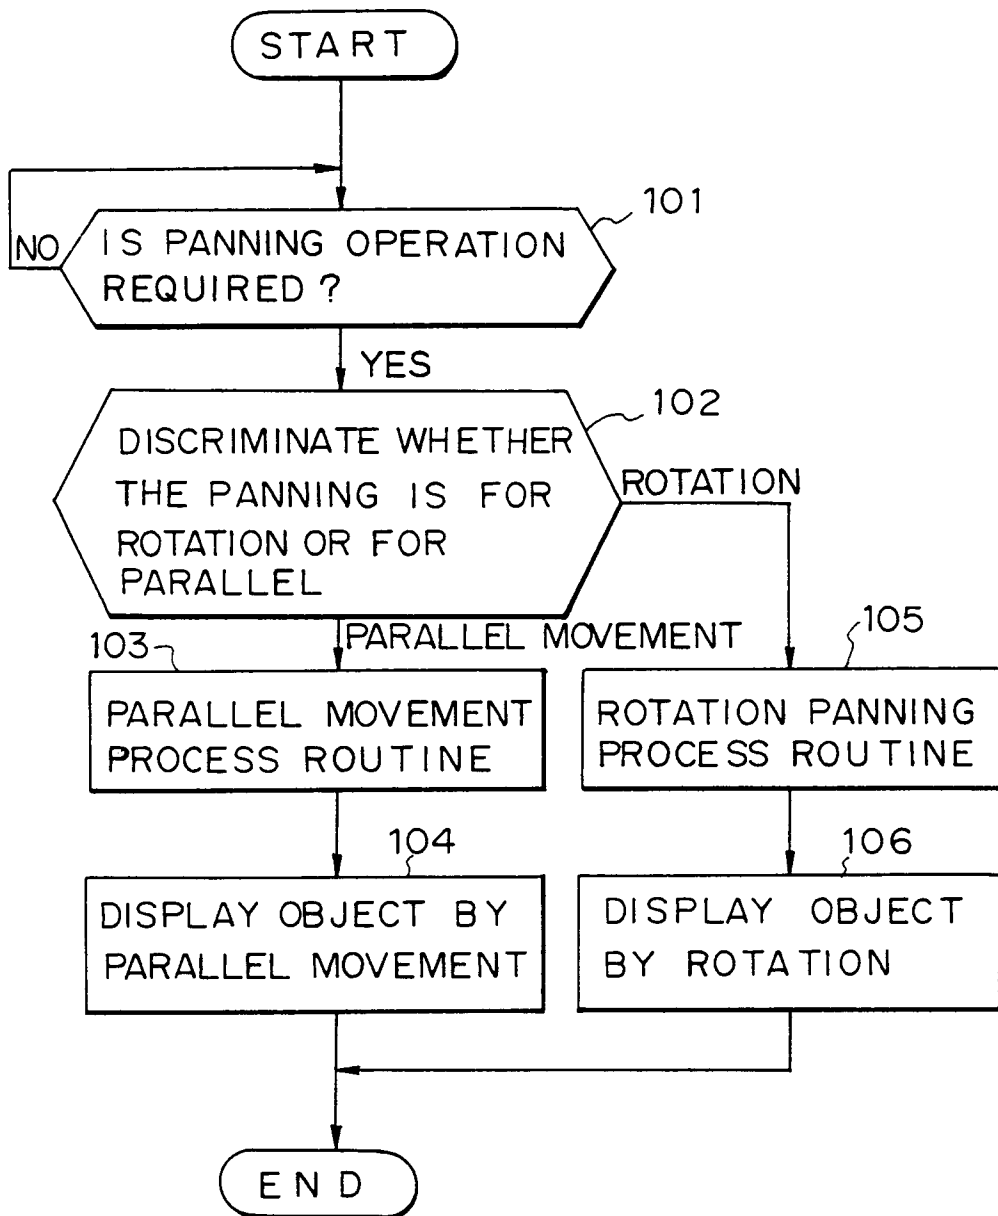 START
101
NO
IS PANNING OPERATION
REQUIRED?
YES
102
DISCRIMINATE WHETHER
THE PANNING IS FOR
ROTATION OR FOR
PARALLEL
ROTATION
PARALLEL MOVEMENT
103
PARALLEL MOVEMENT
PROCESS ROUTINE
105
ROTATION PANNING
PROCESS ROUTINE
104
DISPLAY OBJECT BY
PARALLEL MOVEMENT
106
DISPLAY OBJECT
BY ROTATION
END